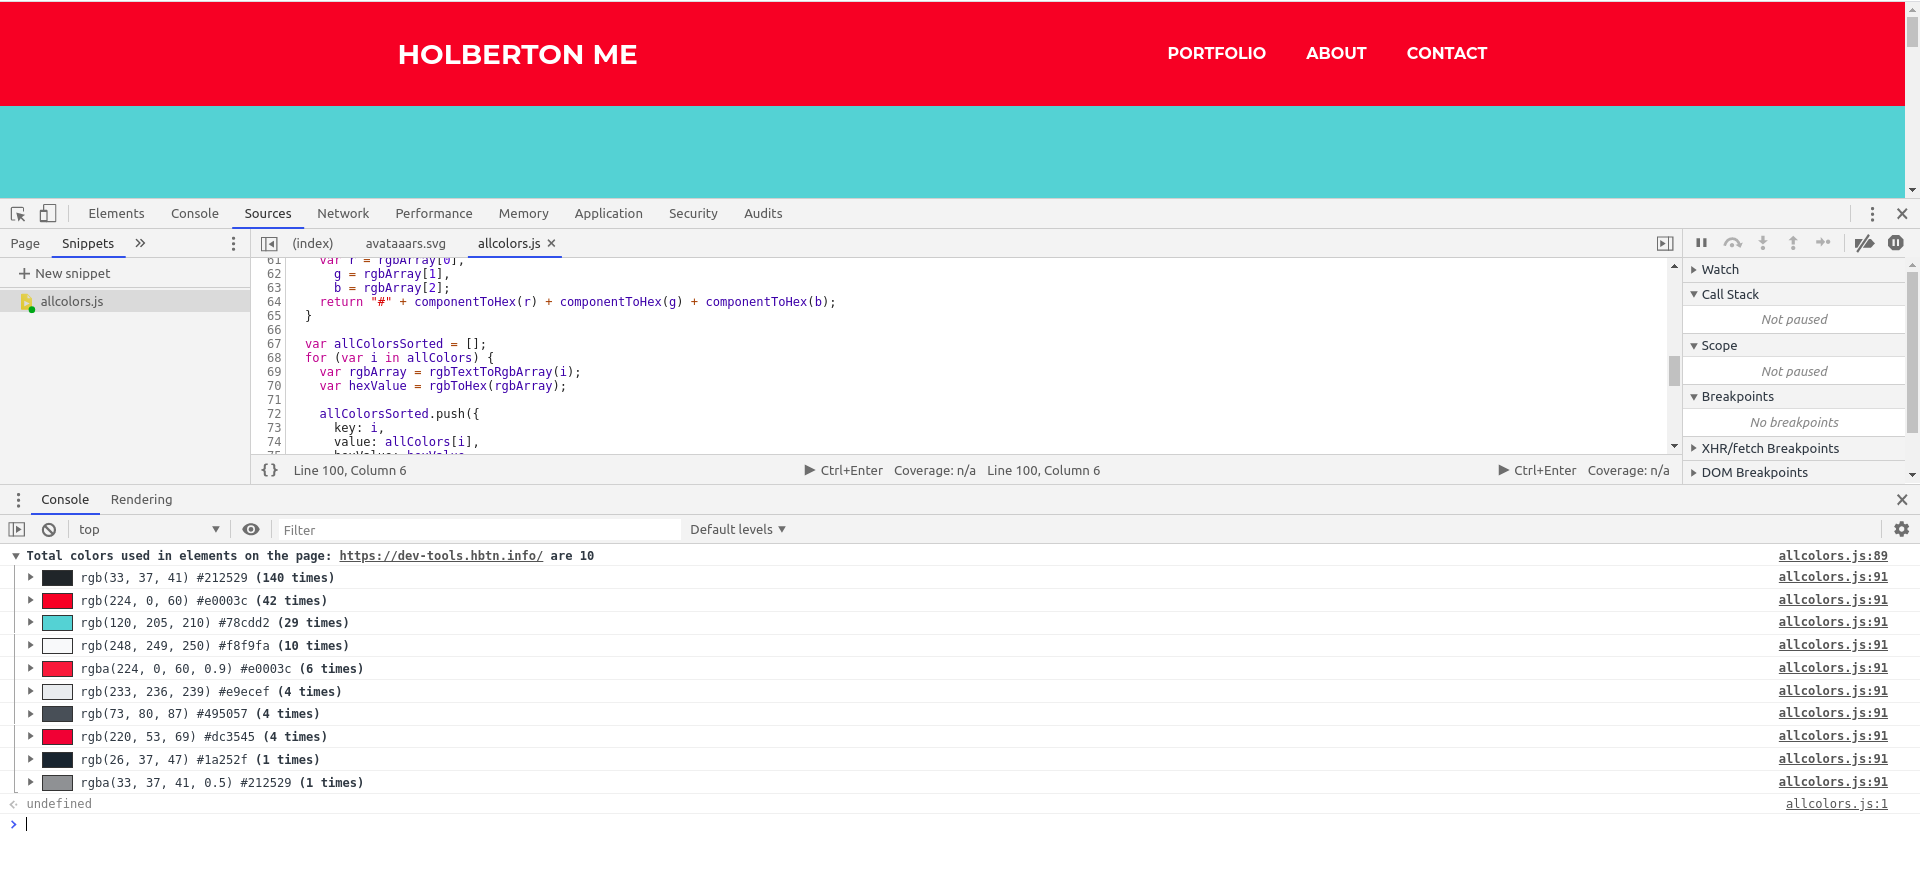 HOLBERTON ME
PORTFOLIO ABOUT CONTACT
Elements Console Sources Network Performance Memory Application Security Audits
Page Snippets
(index) avataaars.svg allcolors.js
New snippet
allcolors.js
61 var r = rgbArray[0],
62 g = rgbArray[1],
63 b = rgbArray[2];
64 return "#" + componentToHex(r) + componentToHex(g) + componentToHex(b);
65 }
66
67 var allColorsSorted = [];
68 for (var i in allColors) {
69 var rgbArray = rgbTextToRgbArray(i);
70 var hexValue = rgbToHex(rgbArray);
71
72 allColorsSorted.push({
73 key: i,
74 value: allColors[i],
75 hexValue: hexValue
{} Line 100, Column 6 Ctrl+Enter Coverage: n/a Line 100, Column 6 Ctrl+Enter Coverage: n/a
Watch
Call Stack
Not paused
Scope
Not paused
Breakpoints
No breakpoints
XHR/fetch Breakpoints
DOM Breakpoints
Console Rendering
top Filter Default levels
Total colors used in elements on the page: https://dev-tools.hbtn.info/ are 10 allcolors.js:89
rgb(33, 37, 41) #212529 (140 times) allcolors.js:91
rgb(224, 0, 60) #e0003c (42 times) allcolors.js:91
rgb(120, 205, 210) #78cdd2 (29 times) allcolors.js:91
rgb(248, 249, 250) #f8f9fa (10 times) allcolors.js:91
rgba(224, 0, 60, 0.9) #e0003c (6 times) allcolors.js:91
rgb(233, 236, 239) #e9ecef (4 times) allcolors.js:91
rgb(73, 80, 87) #495057 (4 times) allcolors.js:91
rgb(220, 53, 69) #dc3545 (4 times) allcolors.js:91
rgb(26, 37, 47) #1a252f (1 times) allcolors.js:91
rgba(33, 37, 41, 0.5) #212529 (1 times) allcolors.js:91
undefined allcolors.js:1